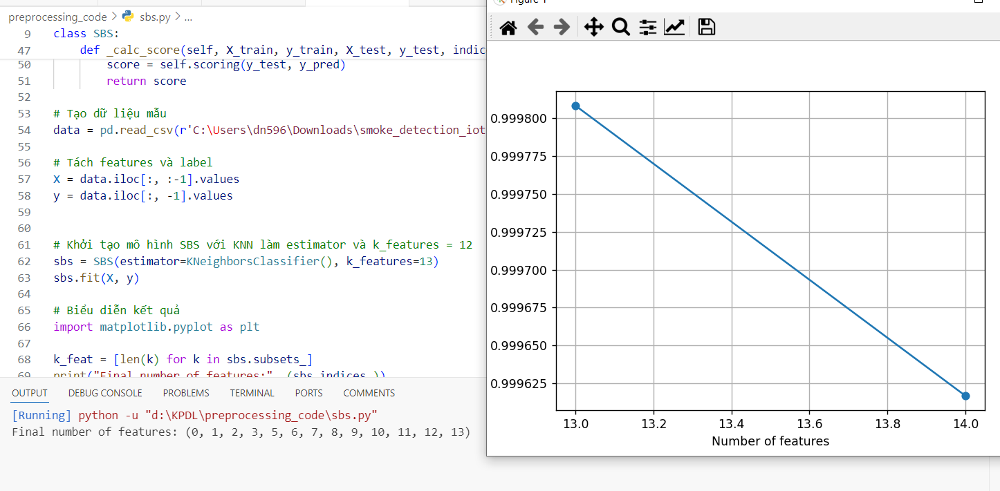 preprocessing_code > sbs.py > ...
9 class SBS:
47 def _calc_score(self, X_train, y_train, X_test, y_test, indic
50 score = self.scoring(y_test, y_pred)
51 return score
52
53 # Tạo dữ liệu mẫu
54 data = pd.read_csv(r'C:\Users\dn596\Downloads\smoke_detection_iot
55
56 # Tách features và label
57 X = data.iloc[:, :-1].values
58 y = data.iloc[:, -1].values
59
60
61 # Khởi tạo mô hình SBS với KNN làm estimator và k_features = 12
62 sbs = SBS(estimator=KNeighborsClassifier(), k_features=13)
63 sbs.fit(X, y)
64
65 # Biểu diễn kết quả
66 import matplotlib.pyplot as plt
67
68 k_feat = [len(k) for k in sbs.subsets_]
69 print("Final number of features:", (sbs.indices_))
OUTPUT DEBUG CONSOLE PROBLEMS TERMINAL PORTS COMMENTS
[Running] python -u "d:\KPDL\preprocessing_code\sbs.py"
Final number of features: (0, 1, 2, 3, 5, 6, 7, 8, 9, 10, 11, 12, 13)
Figure 1
0.999800
0.999775
0.999750
0.999725
0.999700
0.999675
0.999650
0.999625
13.0 13.2 13.4 13.6 13.8 14.0
Number of features